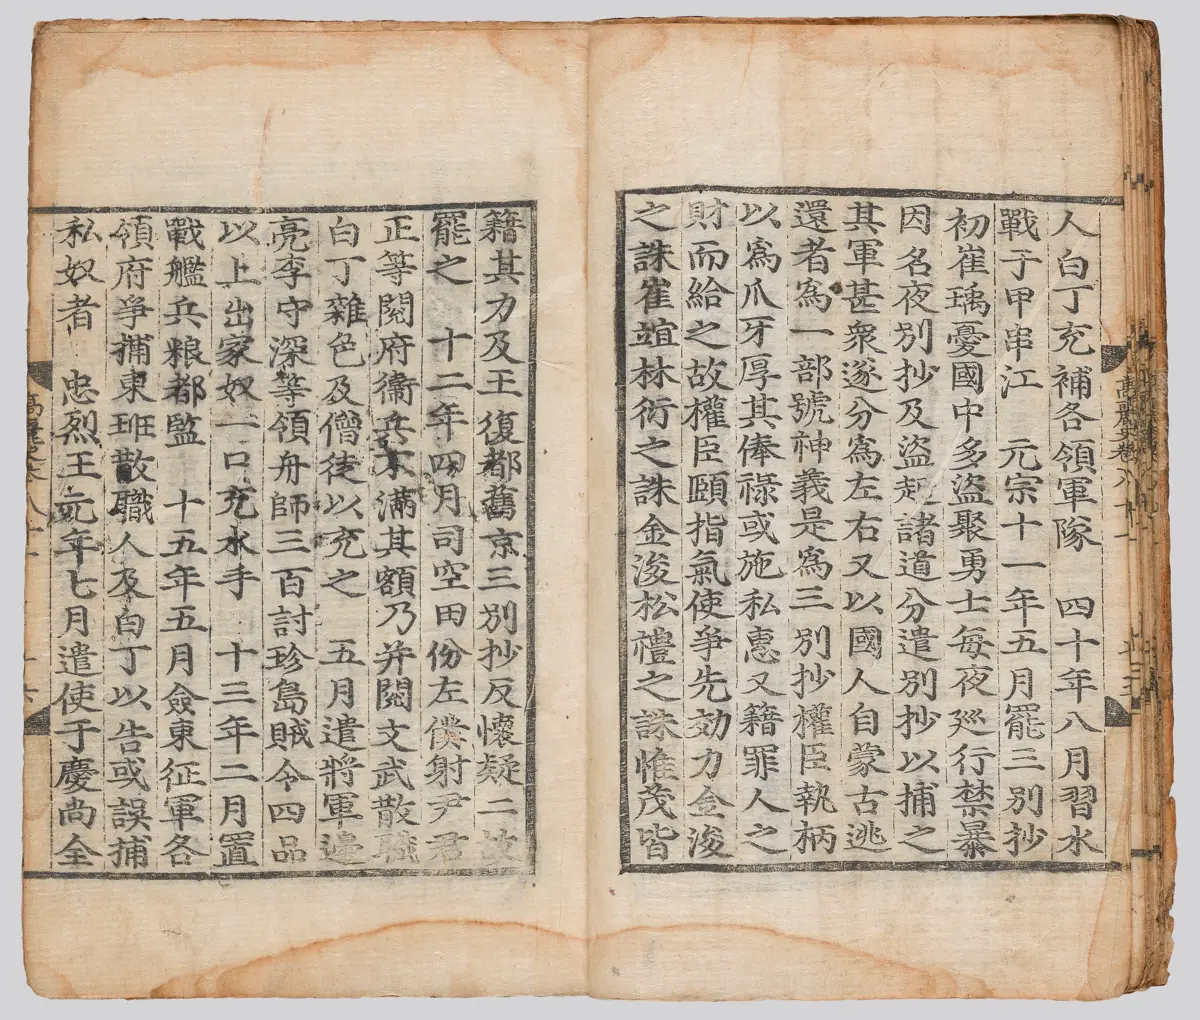 人白丁充補各領軍隊 四十年八月習水
戰于甲串江 元宗十一年五月罷三別抄
初崔瑀憂國中多盜聚勇士每夜巡行禁暴
因名夜別抄及盜起諸道分遣別抄以捕之
其軍甚衆遂分爲左右又以國人自蒙古逃
還者爲一部號神義是爲三別抄權臣執柄
以爲爪牙厚其俸祿或施私惠又籍罪人之
財而給之故權臣頤指氣使爭先效力金浚
之誅崔竩林衍之誅金浚松禮之誅惟茂皆
籍其力及王復都舊京三別抄反懷疑二故
罷之 十二年四月司空田份左僕射尹君
正等閱府衛兵不滿其額乃并閱文武散職
白丁雜色及僧徒以充之 五月遣將軍邊
亮李守深等領舟師三百討珍島賊令四品
以上出家奴一口充水手 十三年二月置
戰艦兵粮都監 十五年五月僉東征軍各
領府爭捕東班散職人及白丁以告或誤捕
私奴者 忠烈王元年七月遣使于慶尚全
高麗史卷八十一